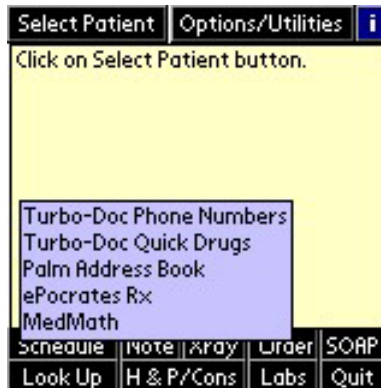 Select Patient Options/Utilities i
Click on Select Patient button.
Turbo-Doc Phone Numbers
Turbo-Doc Quick Drugs
Palm Address Book
ePocrates Rx
MedMath
Schedule Note Xray Order SOAP
Look Up H & P/Cons Labs Quit